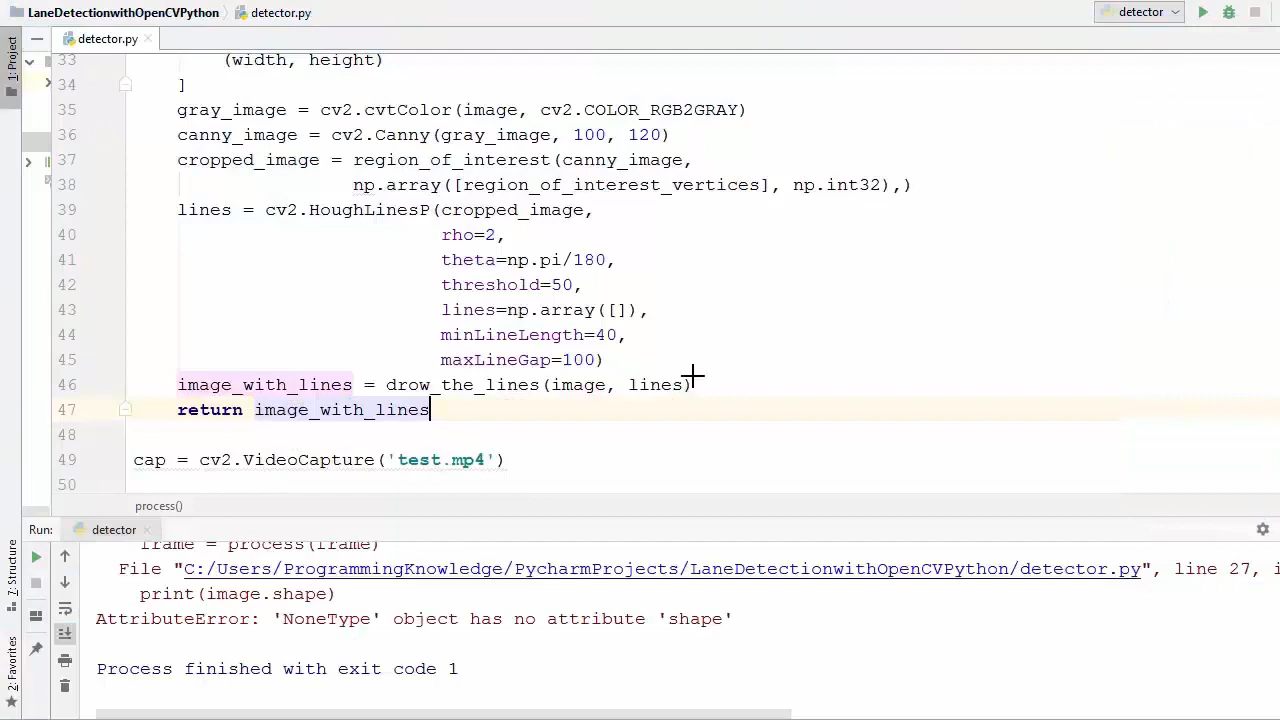 LaneDetectionwithOpenCVPython detector.py detector
1: Project
detector.py
33 (width, height)
34 ]
35 gray_image = cv2.cvtColor(image, cv2.COLOR_RGB2GRAY)
36 canny_image = cv2.Canny(gray_image, 100, 120)
37 cropped_image = region_of_interest(canny_image,
38 np.array([region_of_interest_vertices], np.int32),)
39 lines = cv2.HoughLinesP(cropped_image,
40 rho=2,
41 theta=np.pi/180,
42 threshold=50,
43 lines=np.array([]),
44 minLineLength=40,
45 maxLineGap=100)
46 image_with_lines = drow_the_lines(image, lines)
47 return image_with_lines
48
49 cap = cv2.VideoCapture('test.mp4')
50
process()
Run: detector
frame = process(frame)
File "C:/Users/ProgrammingKnowledge/PycharmProjects/LaneDetectionwithOpenCVPython/detector.py", line 27, i
print(image.shape)
AttributeError: 'NoneType' object has no attribute 'shape'
Process finished with exit code 1
Z: Structure
2: Favorites